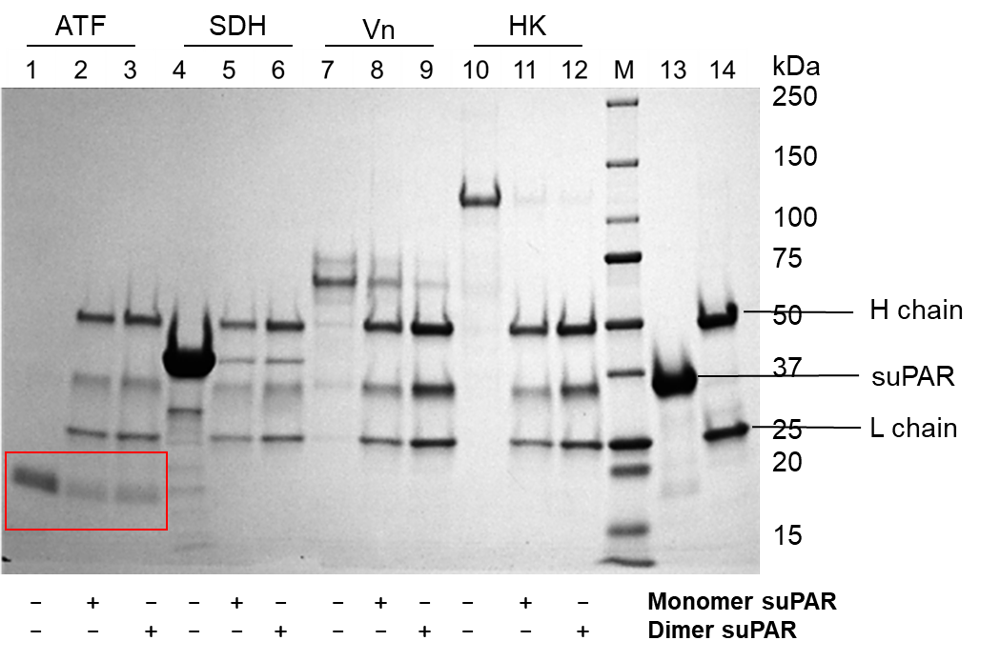 ATF SDH Vn HK
1 2 3 4 5 6 7 8 9 10 11 12 M 13 14 kDa
250
150
100
75
50 H chain
37
suPAR
25 L chain
20
15
− + − − + − − + − − + − Monomer suPAR
− − + − − + − − + − − + Dimer suPAR